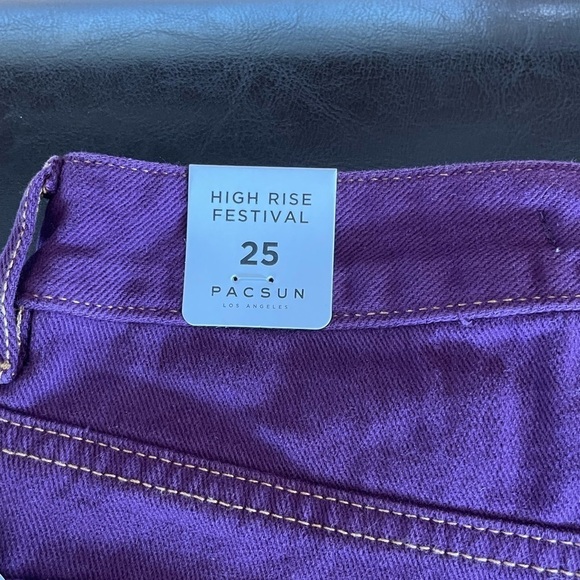 HIGH RISE
FESTIVAL
25
PACSUN
LOS ANGELES